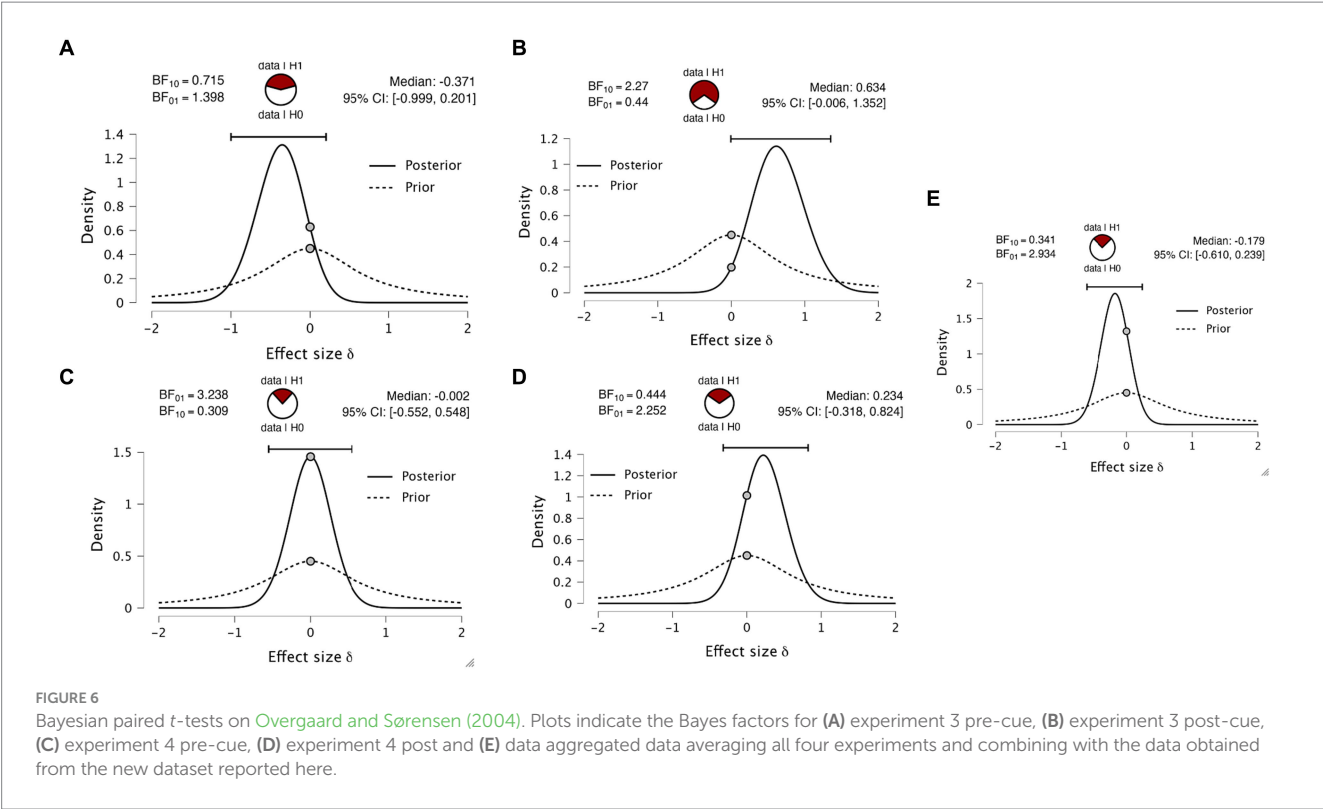 A
data | H1
BF10 = 0.715
BF01 = 1.398
data | H0
Median: -0.371
95% CI: [-0.999, 0.201]
1.4
1.2
1
0.8
0.6
0.4
0.2
0
Density
Posterior
Prior
−2
−1
0
1
2
Effect size δ
B
data | H1
BF10 = 2.27
BF01 = 0.44
data | H0
Median: 0.634
95% CI: [-0.006, 1.352]
1.2
1
0.8
0.6
0.4
0.2
0
Density
Posterior
Prior
−2
−1
0
1
2
Effect size δ
C
data | H1
BF01 = 3.238
BF10 = 0.309
data | H0
Median: -0.002
95% CI: [-0.552, 0.548]
1.5
1
0.5
0
Density
Posterior
Prior
−2
−1
0
1
2
Effect size δ
D
data | H1
BF10 = 0.444
BF01 = 2.252
data | H0
Median: 0.234
95% CI: [-0.318, 0.824]
1.4
1.2
1
0.8
0.6
0.4
0.2
0
Density
Posterior
Prior
−2
−1
0
1
2
Effect size δ
E
data | H1
BF10 = 0.341
BF01 = 2.934
data | H0
Median: -0.179
95% CI: [-0.610, 0.239]
2
1.5
1
0.5
0
Density
Posterior
Prior
−2
−1
0
1
2
Effect size δ
FIGURE 6
Bayesian paired t-tests on Overgaard and Sørensen (2004). Plots indicate the Bayes factors for (A) experiment 3 pre-cue, (B) experiment 3 post-cue,
(C) experiment 4 pre-cue, (D) experiment 4 post and (E) data aggregated data averaging all four experiments and combining with the data obtained
from the new dataset reported here.